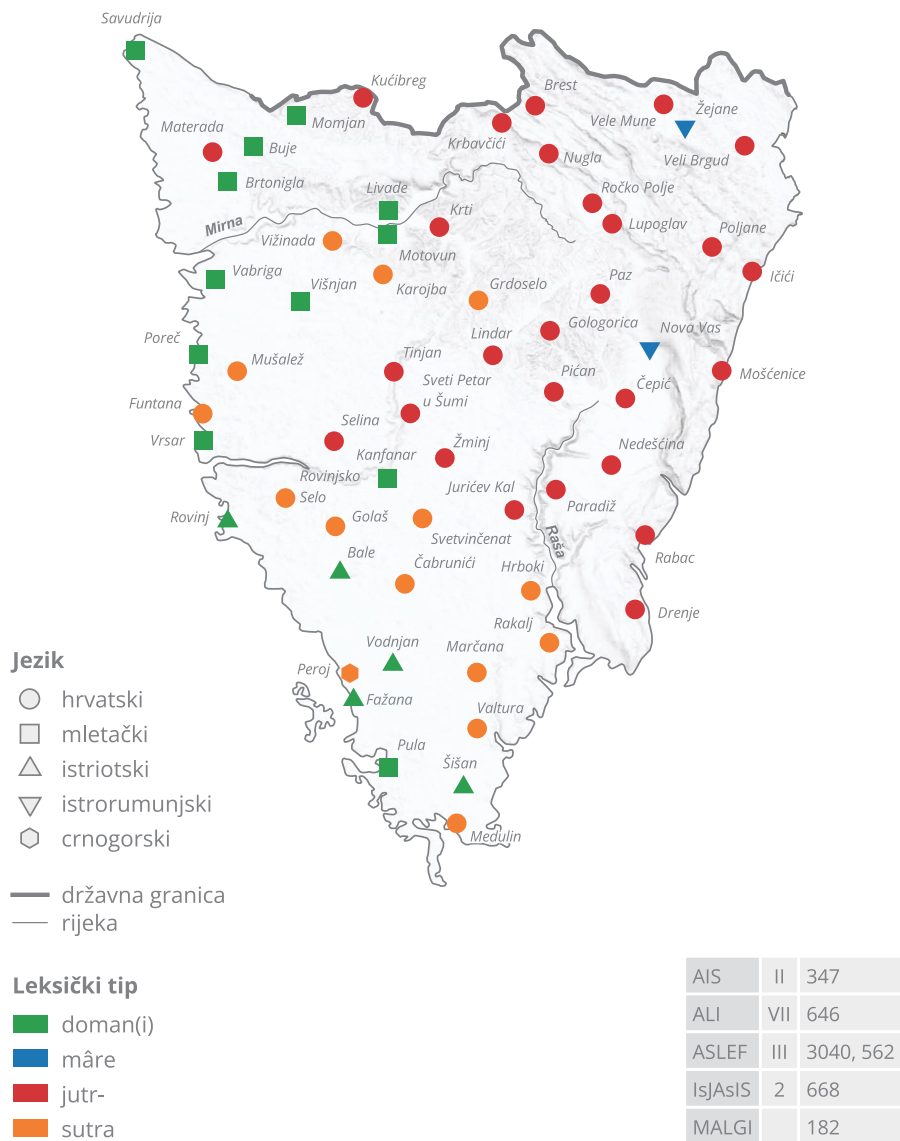 Savudrija
Kućibreg
Brest
Momjan
Vele Mune
Žejane
Materada
Krbavčići
Buje
Nugla
Veli Brgud
Brtonigla
Livade
Ročko Polje
Krti
Mirna
Lupoglav
Vižinada
Motovun
Poljane
Vabriga
Karojba
Paz
Ičići
Višnjan
Grdoselo
Gologorica
Nova Vas
Poreč
Lindar
Mušalež
Tinjan
Pićan
Mošćenice
Sveti Petar
u Šumi
Čepić
Funtana
Selina
Vrsar
Žminj
Nedešćina
Kanfanar
Rovinjsko
Selo
Jurićev Kal
Paradiž
Rovinj
Golaš
Svetvinčenat
Raša
Bale
Čabrunići
Hrboki
Rabac
Drenje
Rakalj
Vodnjan
Marčana
Peroj
Fažana
Valtura
Pula
Šišan
Medulin
Jezik
hrvatski
mletački
istriotski
istrorumunjski
crnogorski
državna granica
rijeka
Leksički tip
doman(i)
mâre
jutr-
sutra
AIS II 347
ALI VII 646
ASLEF III 3040, 562
IsJAsIS 2 668
MALGI 182